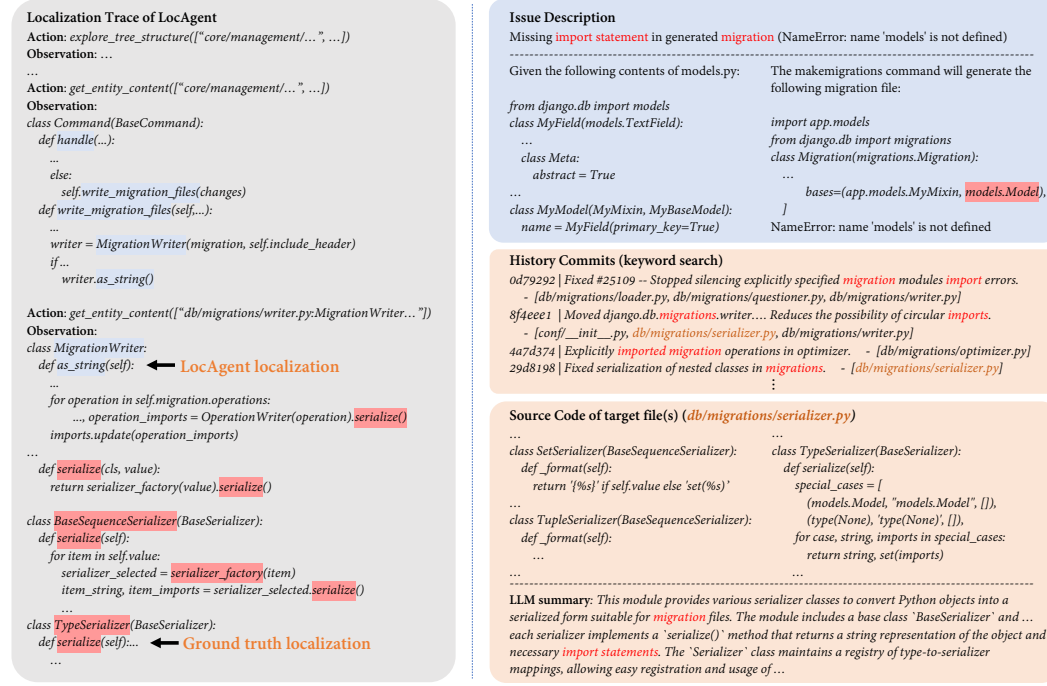 Localization Trace of LocAgent
Action: explore_tree_structure(["core/management/…", …])
Observation: …
…
Action: get_entity_content(["core/management/…", …])
Observation:
class Command(BaseCommand):
def handle(...):
...
else:
self.write_migration_files(changes)
def write_migration_files(self,...):
...
writer = MigrationWriter(migration, self.include_header)
if ...
writer.as_string()
Action: get_entity_content(["db/migrations/writer.py:MigrationWriter…"])
Observation:
class MigrationWriter:
def as_string(self): LocAgent localization
...
for operation in self.migration.operations:
..., operation_imports = OperationWriter(operation).serialize()
imports.update(operation_imports)
...
def serialize(cls, value):
return serializer_factory(value).serialize()
class BaseSequenceSerializer(BaseSerializer):
def serialize(self):
for item in self.value:
serializer_selected = serializer_factory(item)
item_string, item_imports = serializer_selected.serialize()
...
class TypeSerializer(BaseSerializer):
def serialize(self):... Ground truth localization
...
Issue Description
Missing import statement in generated migration (NameError: name 'models' is not defined)
Given the following contents of models.py:
from django.db import models
class MyField(models.TextField):
...
class Meta:
abstract = True
...
class MyModel(MyMixin, MyBaseModel):
name = MyField(primary_key=True)
The makemigrations command will generate the
following migration file:
import app.models
from django.db import migrations
class Migration(migrations.Migration):
...
bases=(app.models.MyMixin, models.Model),
]
NameError: name 'models' is not defined
History Commits (keyword search)
0d79292 | Fixed #25109 -- Stopped silencing explicitly specified migration modules import errors.
- [db/migrations/loader.py, db/migrations/questioner.py, db/migrations/writer.py]
8f4eee1 | Moved django.db.migrations.writer…. Reduces the possibility of circular imports.
- [conf/__init__.py, db/migrations/serializer.py, db/migrations/writer.py]
4a7d374 | Explicitly imported migration operations in optimizer. - [db/migrations/optimizer.py]
29d8198 | Fixed serialization of nested classes in migrations. - [db/migrations/serializer.py]
⋮
Source Code of target file(s) (db/migrations/serializer.py)
...
class SetSerializer(BaseSequenceSerializer):
def _format(self):
return '{%s}' if self.value else 'set(%s)'
...
class TupleSerializer(BaseSequenceSerializer):
def _format(self):
...
...
...
class TypeSerializer(BaseSerializer):
def serialize(self):
special_cases = [
(models.Model, "models.Model", []),
(type(None), 'type(None)', []),
for case, string, imports in special_cases:
return string, set(imports)
...
LLM summary: This module provides various serializer classes to convert Python objects into a
serialized form suitable for migration files. The module includes a base class `BaseSerializer` and …
each serializer implements a `serialize()` method that returns a string representation of the object and
necessary import statements. The `Serializer` class maintains a registry of type-to-serializer
mappings, allowing easy registration and usage of …